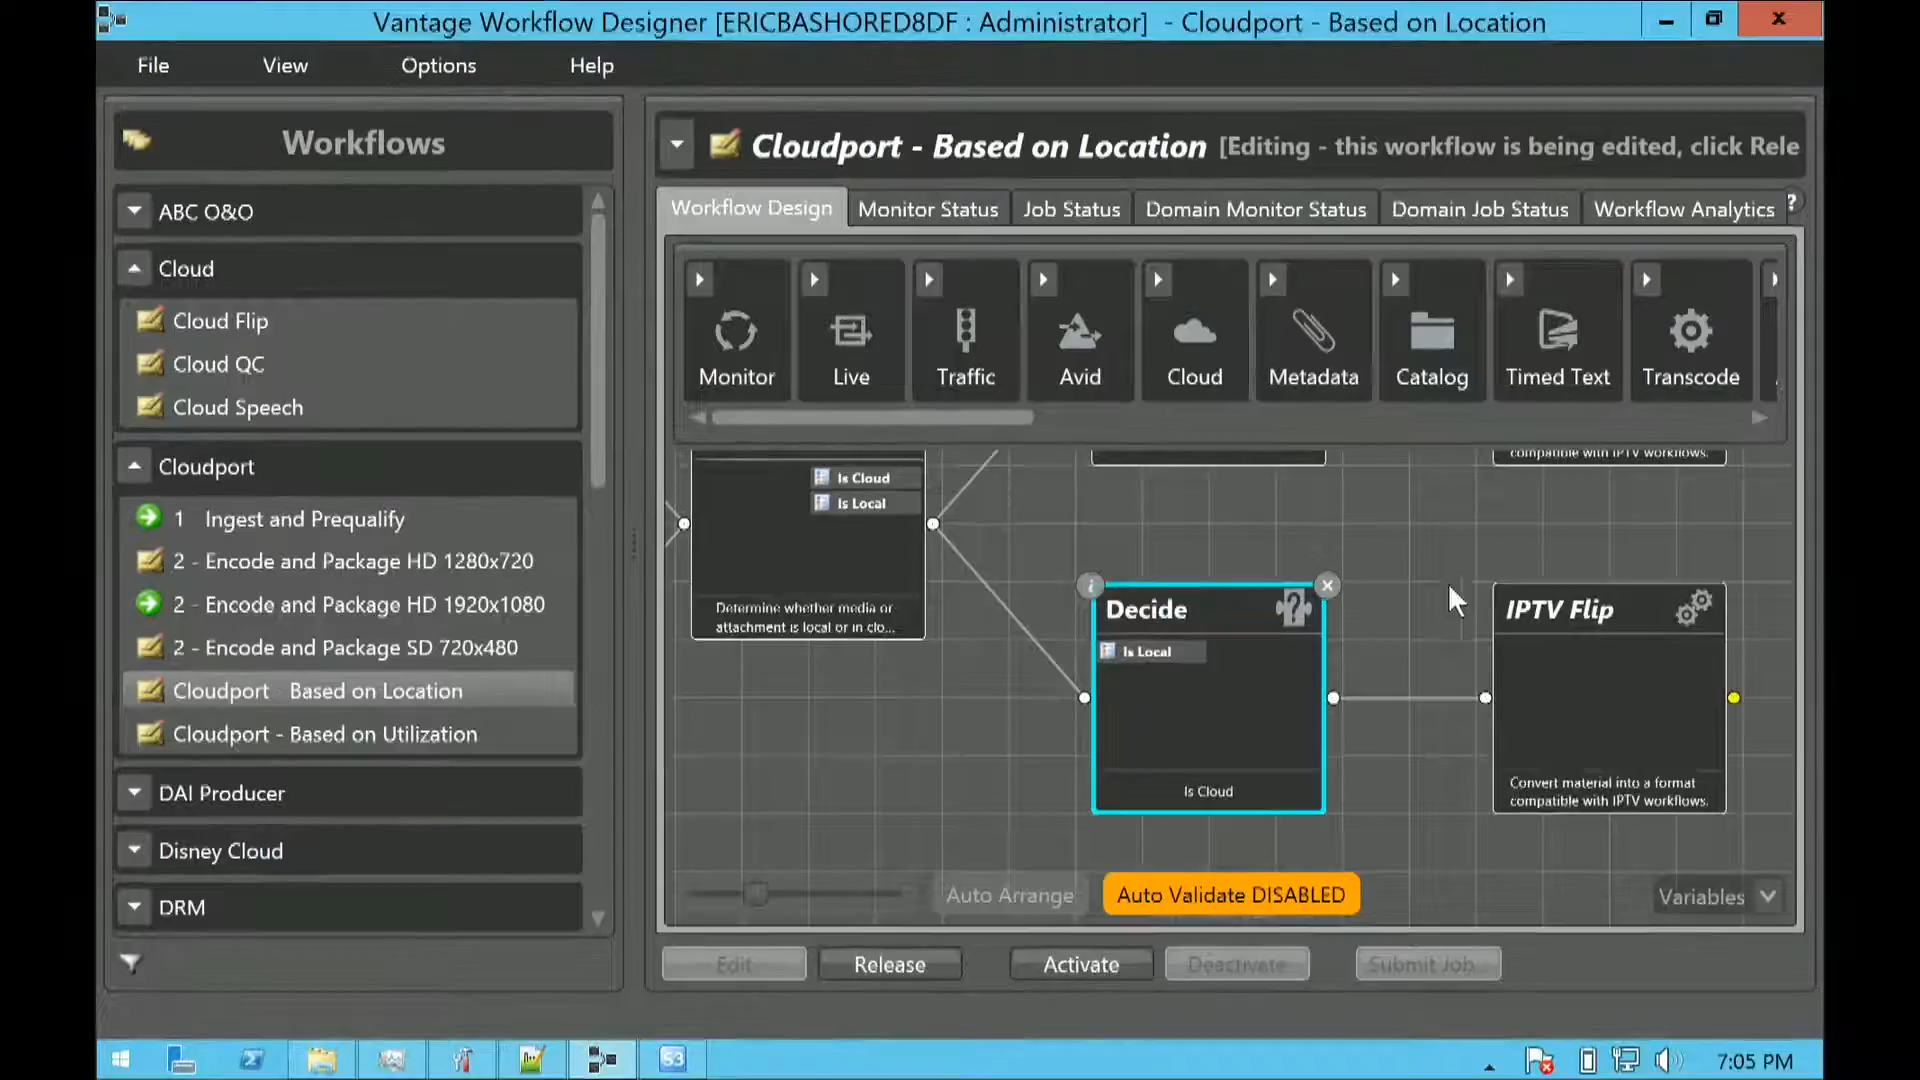 Vantage Workflow Designer [ERICBASHORED8DF : Administrator] - Cloudport - Based on Location
File View Options Help
Workflows
ABC O&O
Cloud
Cloud Flip
Cloud QC
Cloud Speech
Cloudport
1 Ingest and Prequalify
2 - Encode and Package HD 1280x720
2 - Encode and Package HD 1920x1080
2 - Encode and Package SD 720x480
Cloudport Based on Location
Cloudport - Based on Utilization
DAI Producer
Disney Cloud
DRM
Cloudport - Based on Location [Editing - this workflow is being edited, click Rele
Workflow Design Monitor Status Job Status Domain Monitor Status Domain Job Status Workflow Analytics ?
Monitor Live Traffic Avid Cloud Metadata Catalog Timed Text Transcode
compatible with IPTV workflows.
Is Cloud
Is Local
Determine whether media or
attachment is local or in clo...
i
Decide
Is Local
Is Cloud
IPTV Flip
Convert material into a format
compatible with IPTV workflows.
Auto Arrange Auto Validate DISABLED Variables
Edit Release Activate Deactivate Submit Job...
S3
7:05 PM